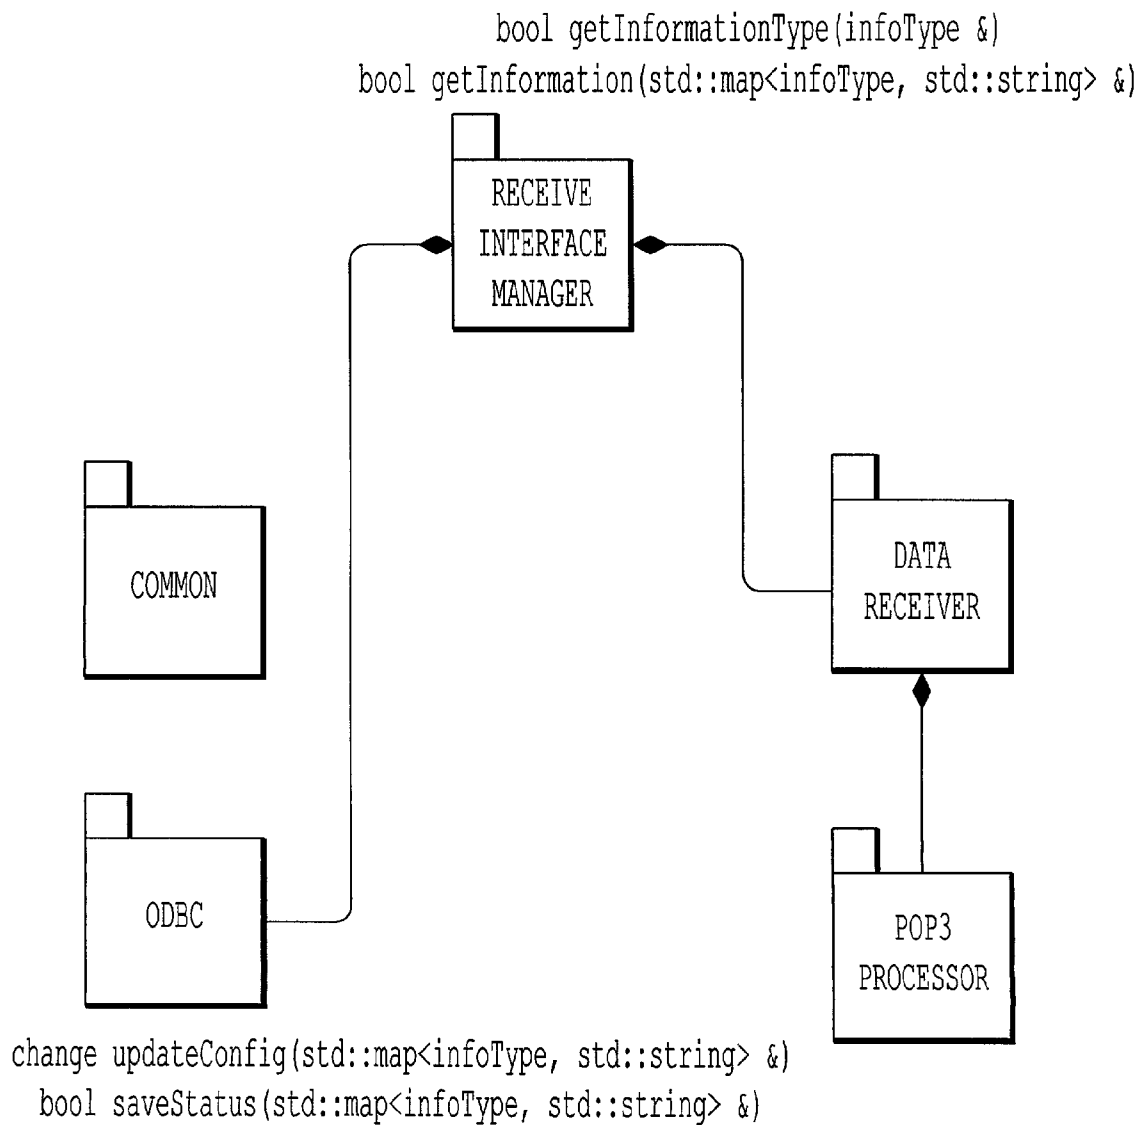 bool getInformationType(infoType &)
bool getInformation(std::map<infoType, std::string> &)
RECEIVE
INTERFACE
MANAGER
COMMON
DATA
RECEIVER
ODBC
POP3
PROCESSOR
change updateConfig(std::map<infoType, std::string> &)
bool saveStatus(std::map<infoType, std::string> &)